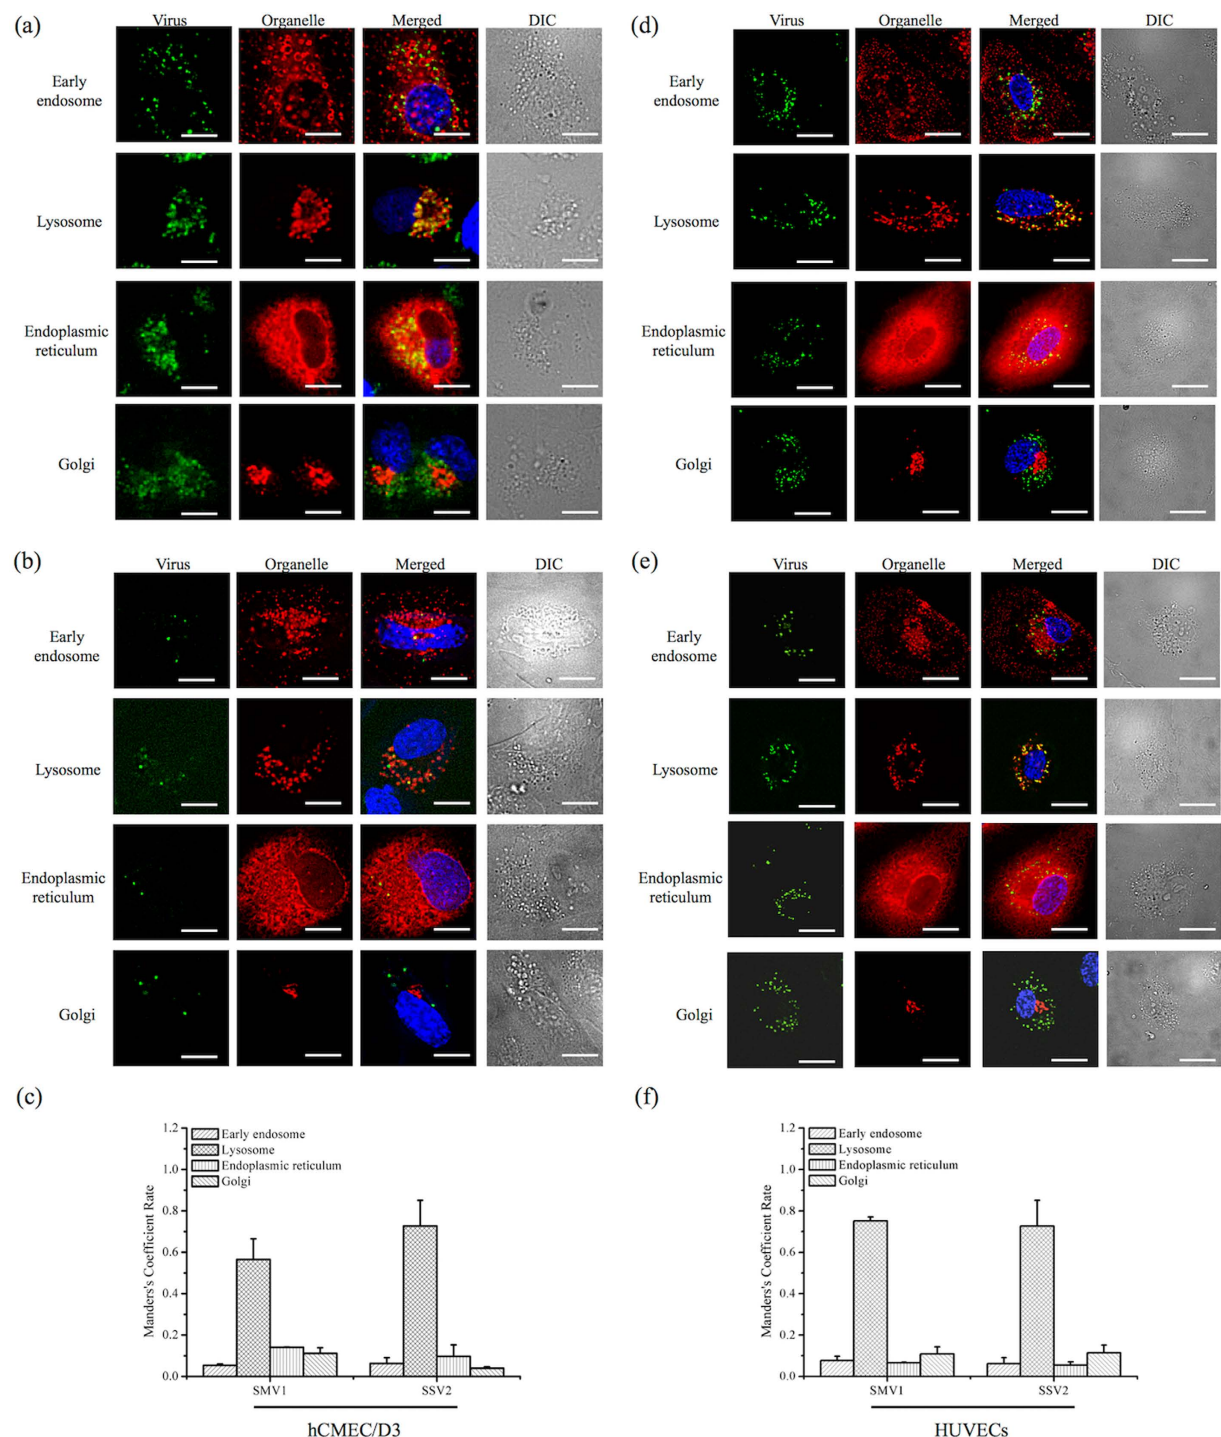 (a)
Virus Organelle Merged DIC
Early
endosome
Lysosome
Endoplasmic
reticulum
Golgi
(b)
Virus Organelle Merged DIC
Early
endosome
Lysosome
Endoplasmic
reticulum
Golgi
(c)
Manders's Coefficient Rate
1.2
1.0
0.8
0.6
0.4
0.2
0.0
Early endosome
Lysosome
Endoplasmic reticulum
Golgi
SMV1 SSV2
hCMEC/D3
(d)
Virus Organelle Merged DIC
Early
endosome
Lysosome
Endoplasmic
reticulum
Golgi
(e)
Virus Organelle Merged DIC
Early
endosome
Lysosome
Endoplasmic
reticulum
Golgi
(f)
Manders's Coefficient Rate
1.2
1.0
0.8
0.6
0.4
0.2
0.0
Early endosome
Lysosome
Endoplasmic reticulum
Golgi
SMV1 SSV2
HUVECs